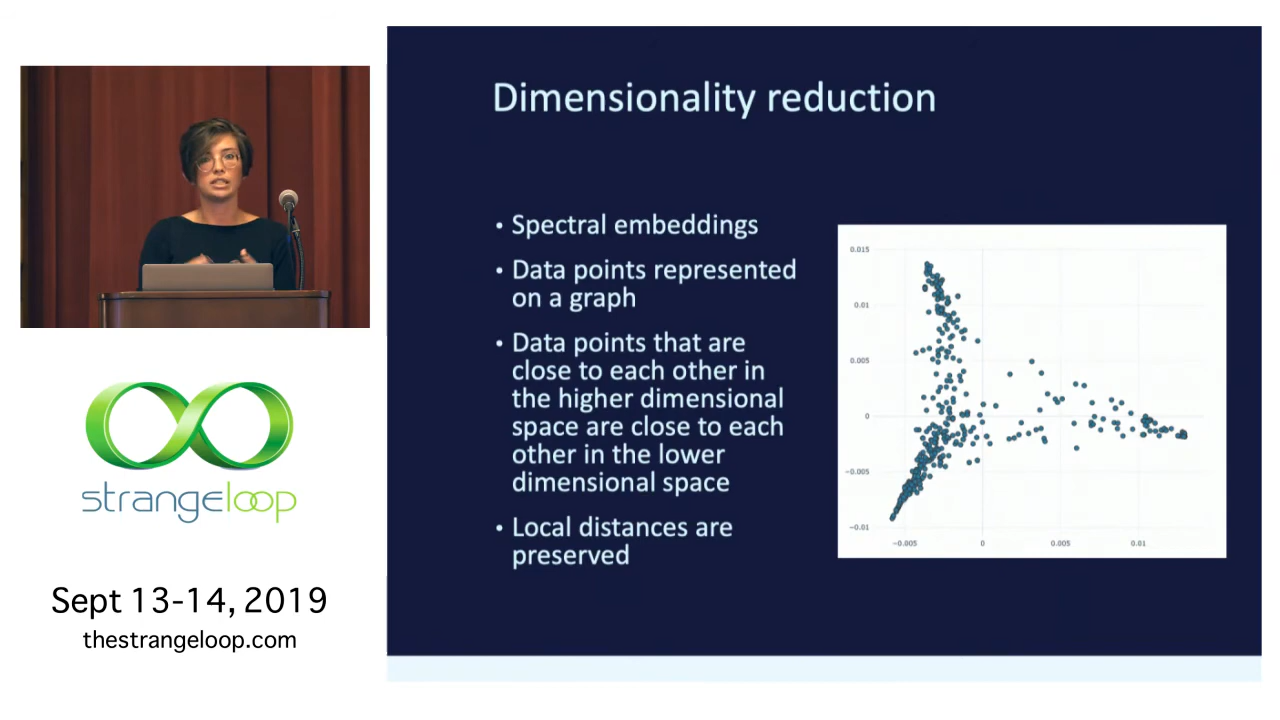 Dimensionality reduction
• Spectral embeddings
• Data points represented
on a graph
• Data points that are
close to each other in
the higher dimensional
space are close to each
other in the lower
dimensional space
• Local distances are
preserved
0.015
0.01
0.005
0
−0.005
−0.01
−0.005
0
0.005
0.01
strangeloop
Sept 13-14, 2019
thestrangeloop.com